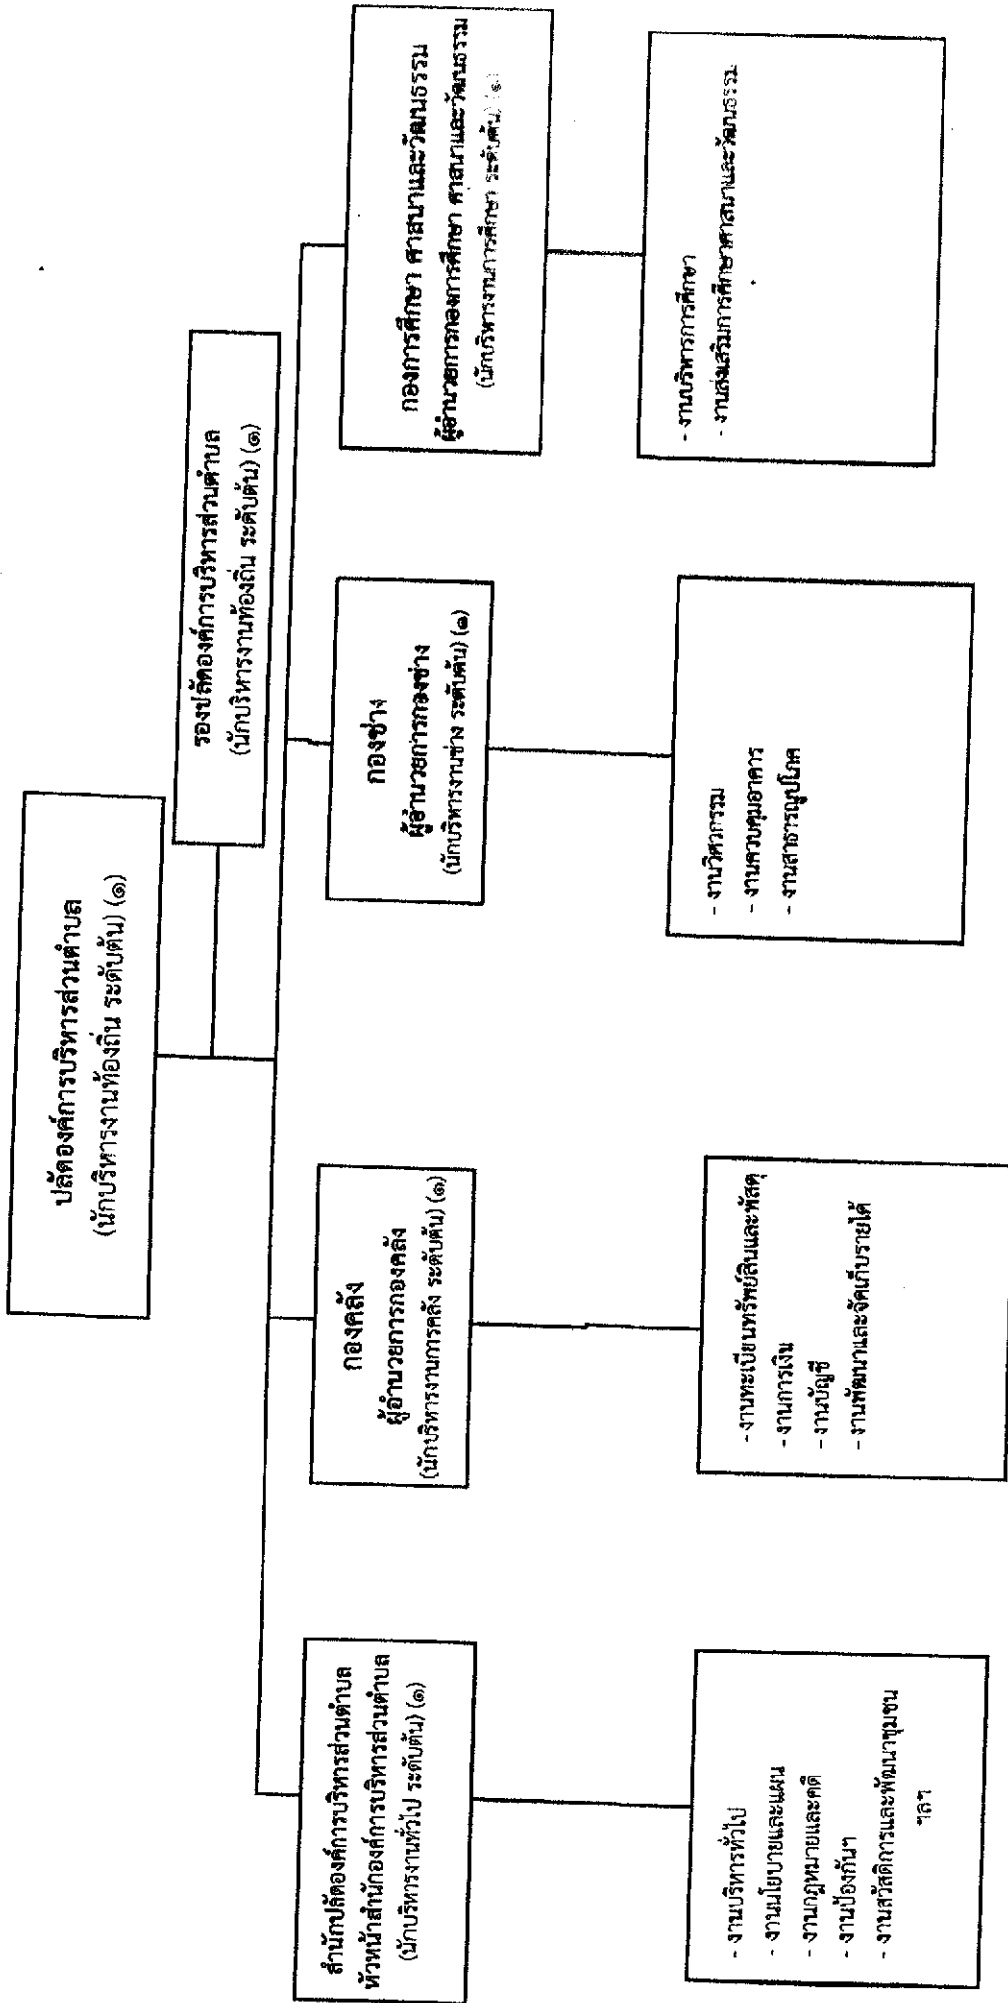 ปลัดองค์การบริหารส่วนตำบล
(นักบริหารงานท้องถิ่น ระดับต้น) (๑)
รองปลัดองค์การบริหารส่วนตำบล
(นักบริหารงานท้องถิ่น ระดับต้น) (๑)
สำนักปลัดองค์การบริหารส่วนตำบล
หัวหน้าสำนักองค์การบริหารส่วนตำบล
(นักบริหารงานทั่วไป ระดับต้น) (๑)
กองคลัง
ผู้อำนวยการกองคลัง
(นักบริหารงานการคลัง ระดับต้น) (๑)
กองช่าง
ผู้อำนวยการกองช่าง
(นักบริหารงานช่าง ระดับต้น) (๑)
กองการศึกษา ศาสนาและวัฒนธรรม
ผู้อำนวยการกองการศึกษา ศาสนาและวัฒนธรรม
(นักบริหารงานการศึกษา ระดับต้น) (๑)
- งานบริหารทั่วไป
- งานนโยบายและแผน
- งานกฎหมายและคดี
- งานป้องกันฯ
- งานสวัสดิการและพัฒนาชุมชน
ฯลฯ
- งานทะเบียนทรัพย์สินและพัสดุ
- งานการเงิน
- งานบัญชี
- งานพัฒนาและจัดเก็บรายได้
- งานวิศวกรรม
- งานควบคุมอาคาร
- งานสาธารณูปโภค
- งานบริหารการศึกษา
- งานส่งเสริมการศึกษาศาสนาและวัฒนธรรม